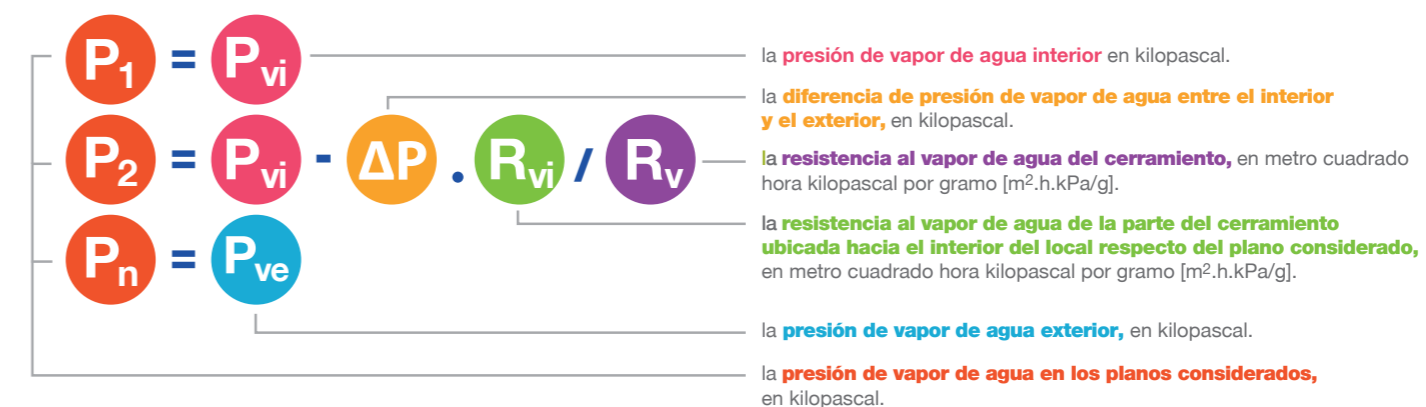 P₁ = Pvi
la presión de vapor de agua interior en kilopascal.
la diferencia de presión de vapor de agua entre el interior
y el exterior, en kilopascal.
P₂ = Pvi - ΔP . Rvi / Rv
la resistencia al vapor de agua del cerramiento, en metro cuadrado
hora kilopascal por gramo [m².h.kPa/g].
la resistencia al vapor de agua de la parte del cerramiento
ubicada hacia el interior del local respecto del plano considerado,
en metro cuadrado hora kilopascal por gramo [m².h.kPa/g].
Pn = Pve
la presión de vapor de agua exterior, en kilopascal.
la presión de vapor de agua en los planos considerados,
en kilopascal.